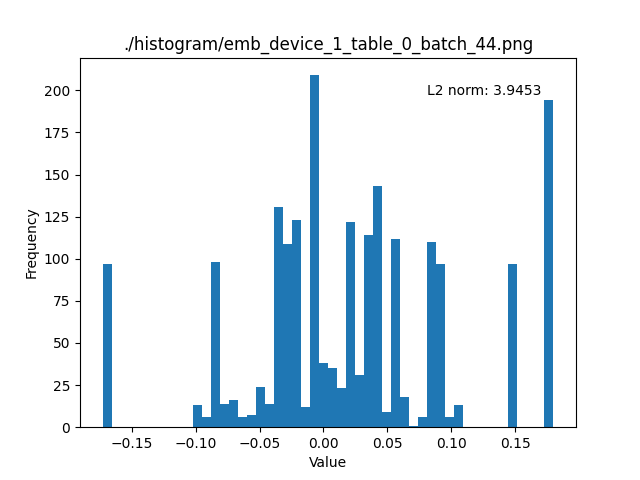 ./histogram/emb_device_1_table_0_batch_44.png
L2 norm: 3.9453
200
175
150
125
100
75
50
25
0
Frequency
−0.15 −0.10 −0.05 0.00 0.05 0.10 0.15
Value